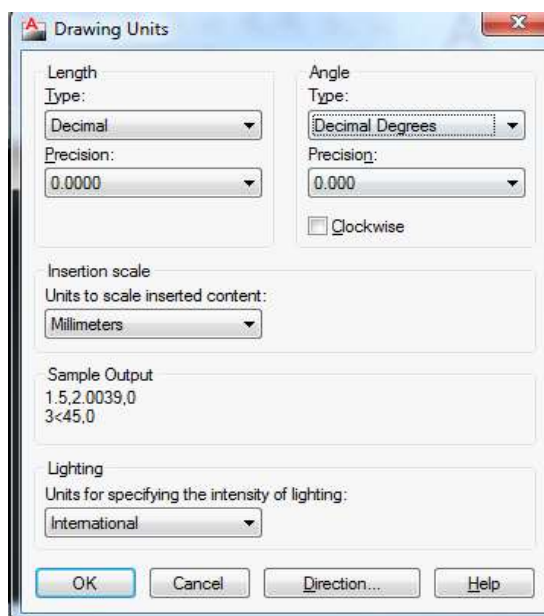 Drawing Units
Length
Type:
Decimal
Precision:
0.0000
Angle
Type:
Decimal Degrees
Precision:
0.000
Clockwise
Insertion scale
Units to scale inserted content:
Millimeters
Sample Output
1.5,2.0039,0
3<45,0
Lighting
Units for specifying the intensity of lighting:
International
OK Cancel Direction... Help